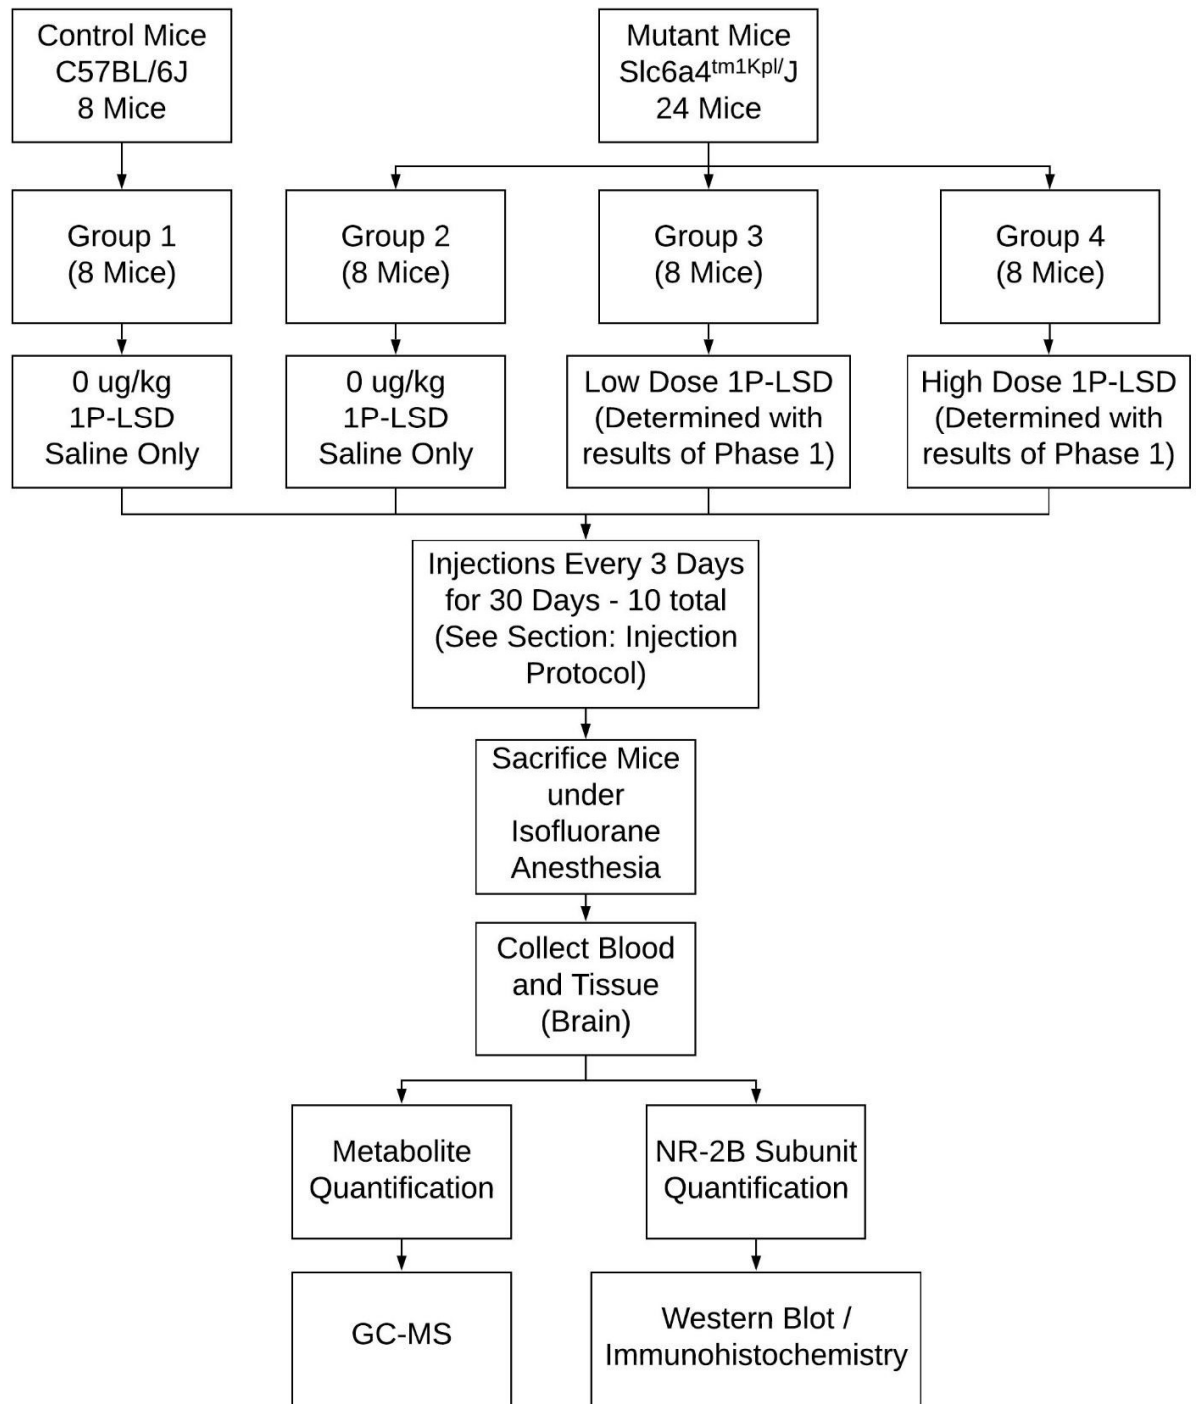 Control Mice
C57BL/6J
8 Mice
Mutant Mice
Slc6a4tm1Kpl/J
24 Mice
Group 1
(8 Mice)
Group 2
(8 Mice)
Group 3
(8 Mice)
Group 4
(8 Mice)
0 ug/kg
1P-LSD
Saline Only
0 ug/kg
1P-LSD
Saline Only
Low Dose 1P-LSD
(Determined with
results of Phase 1)
High Dose 1P-LSD
(Determined with
results of Phase 1)
Injections Every 3 Days
for 30 Days - 10 total
(See Section: Injection
Protocol)
Sacrifice Mice
under
Isofluorane
Anesthesia
Collect Blood
and Tissue
(Brain)
Metabolite
Quantification
NR-2B Subunit
Quantification
GC-MS
Western Blot /
Immunohistochemistry